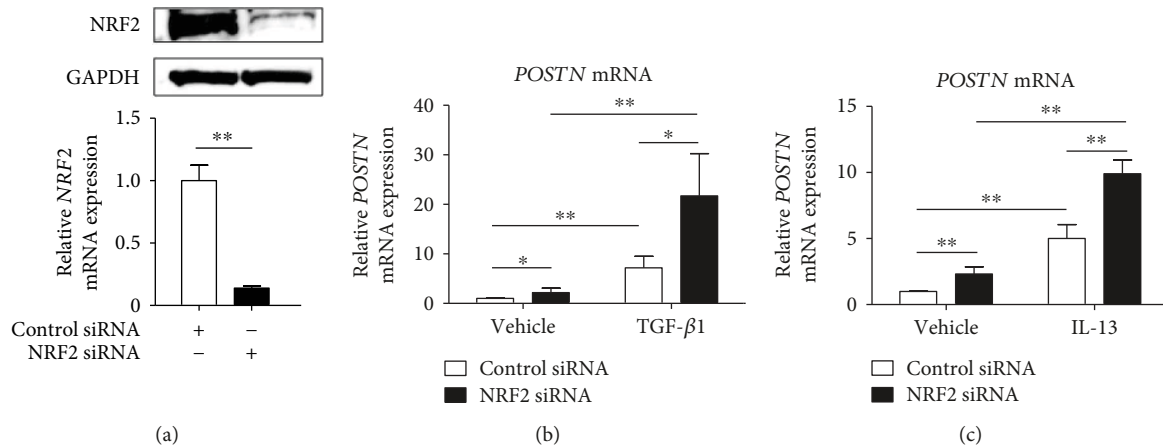 NRF2
GAPDH
Relative NRF2
mRNA expression
1.5
1.0
0.5
0
**
Control siRNA + −
NRF2 siRNA − +
(a)
POSTN mRNA
Relative POSTN
mRNA expression
40
30
20
10
0
**
*
**
*
Vehicle TGF-β1
Control siRNA
NRF2 siRNA
(b)
POSTN mRNA
Relative POSTN
mRNA expression
15
10
5
0
**
**
**
**
Vehicle IL-13
Control siRNA
NRF2 siRNA
(c)